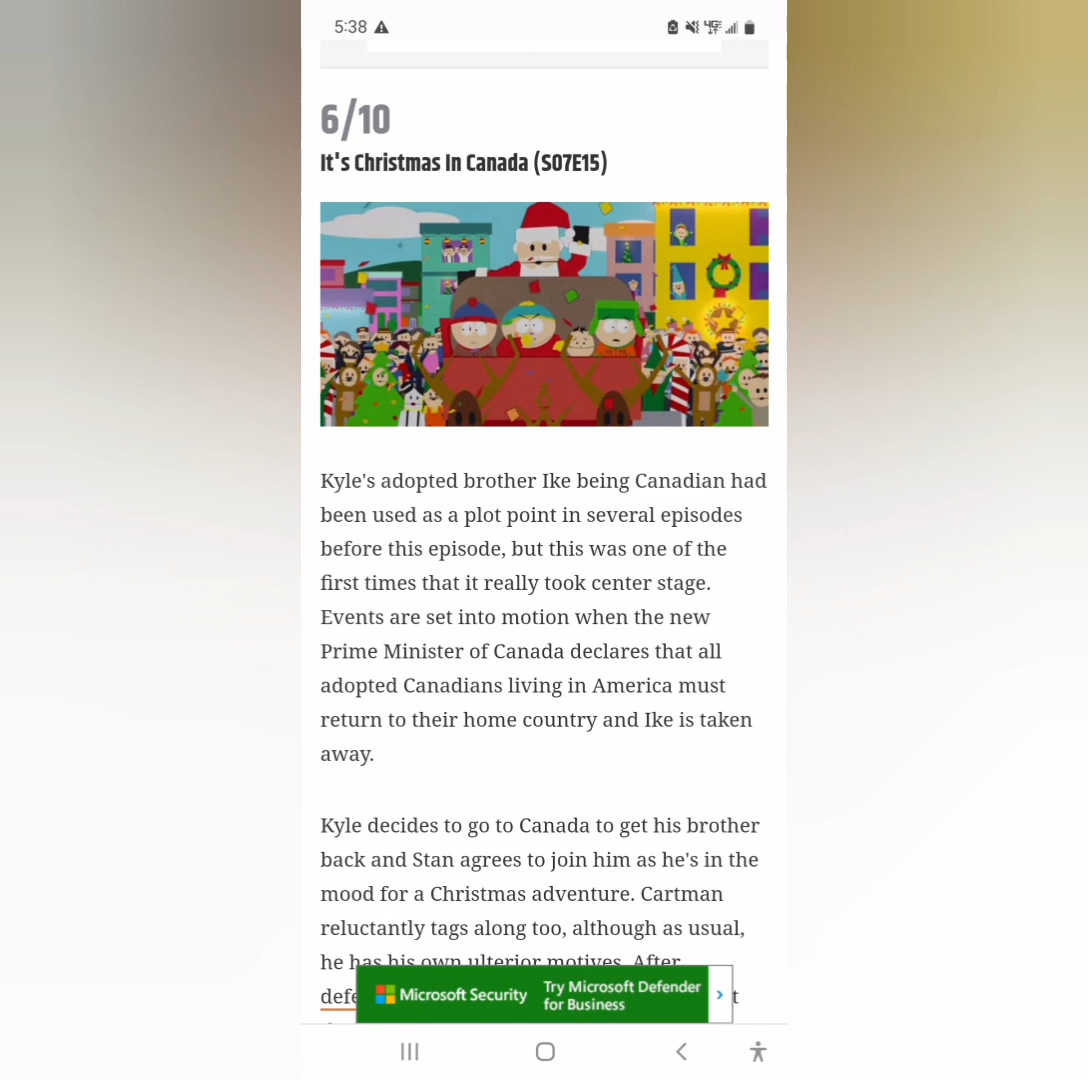 5:38
6/10
It's Christmas In Canada (S07E15)
Kyle's adopted brother Ike being Canadian had
been used as a plot point in several episodes
before this episode, but this was one of the
first times that it really took center stage.
Events are set into motion when the new
Prime Minister of Canada declares that all
adopted Canadians living in America must
return to their home country and Ike is taken
away.
Kyle decides to go to Canada to get his brother
back and Stan agrees to join him as he's in the
mood for a Christmas adventure. Cartman
reluctantly tags along too, although as usual,
he has his own ulterior motives. After
Microsoft Security
Try Microsoft Defender
for Business